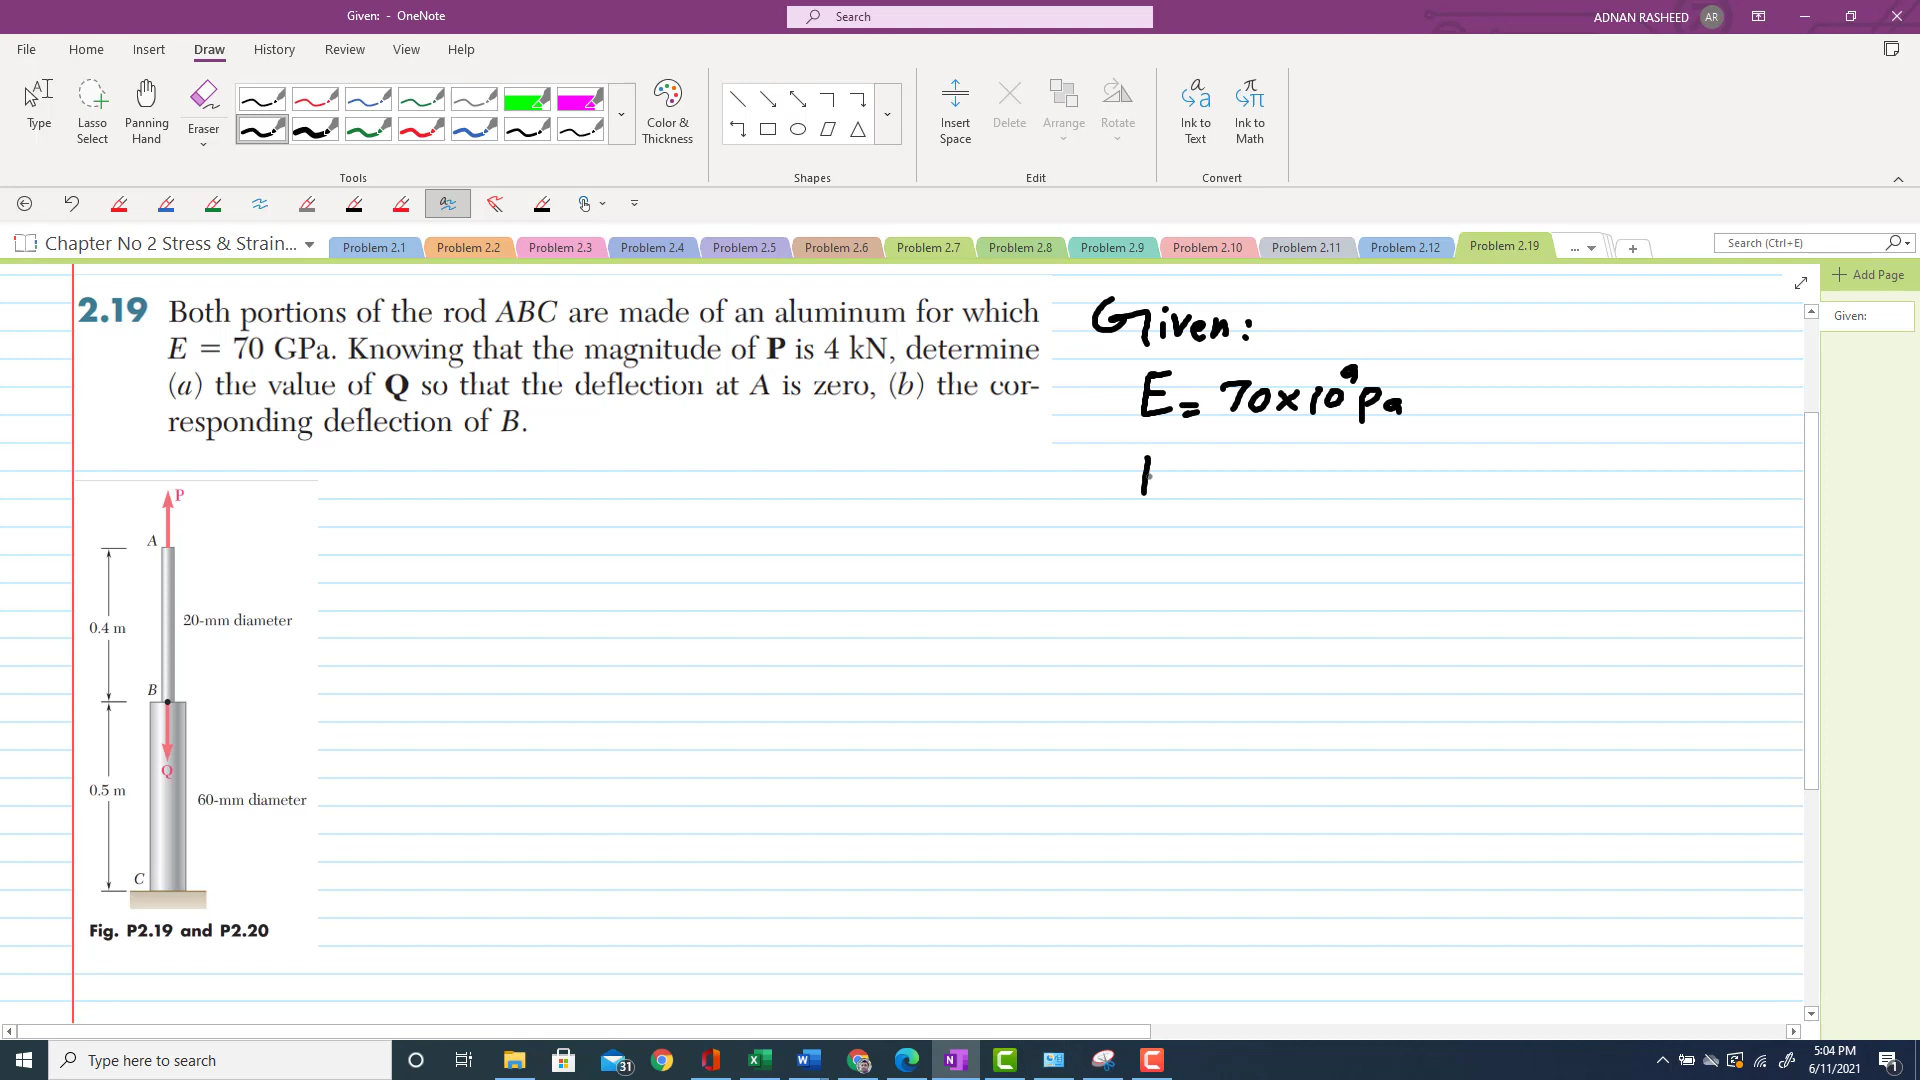 Given: - OneNote
Search
ADNAN RASHEED
AR
File Home Insert Draw History Review View Help
Type
Lasso Select
Panning Hand
Eraser
Color & Thickness
Insert Space
Delete
Arrange
Rotate
Ink to Text
Ink to Math
Tools
Shapes
Edit
Convert
Chapter No 2 Stress & Strain...
Problem 2.1
Problem 2.2
Problem 2.3
Problem 2.4
Problem 2.5
Problem 2.6
Problem 2.7
Problem 2.8
Problem 2.9
Problem 2.10
Problem 2.11
Problem 2.12
Problem 2.19
...
Search (Ctrl+E)
Add Page
Given:
2.19 Both portions of the rod ABC are made of an aluminum for which
E = 70 GPa. Knowing that the magnitude of P is 4 kN, determine
(a) the value of Q so that the deflection at A is zero, (b) the cor-
responding deflection of B.
Given:
E = 70×10⁹ Pa
P
A
0.4 m
20-mm diameter
B
Q
0.5 m
60-mm diameter
C
Fig. P2.19 and P2.20
Type here to search
31
5:04 PM
6/11/2021
1